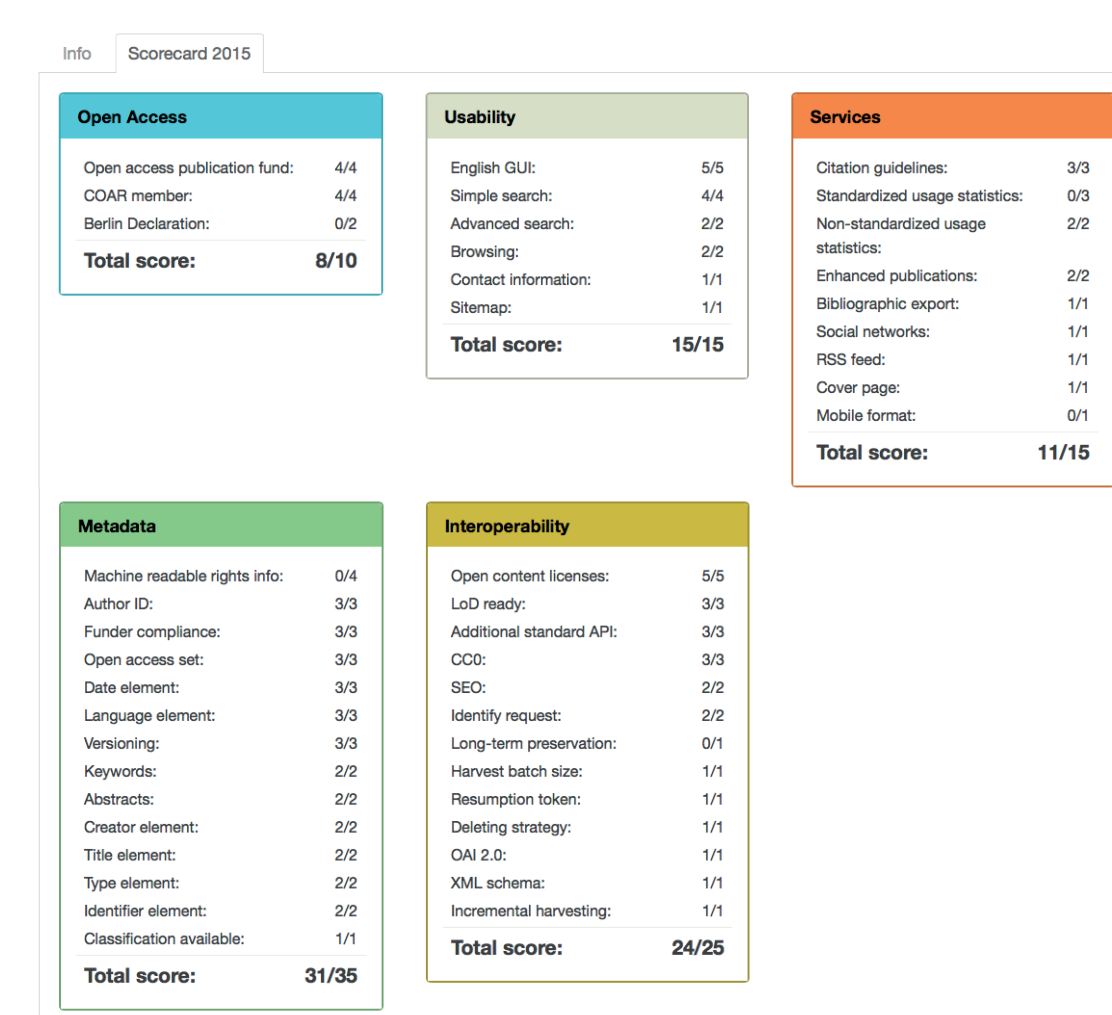 Info
Scorecard 2015
Open Access
Open access publication fund: 4/4
COAR member: 4/4
Berlin Declaration: 0/2
Total score: 8/10
Usability
English GUI: 5/5
Simple search: 4/4
Advanced search: 2/2
Browsing: 2/2
Contact information: 1/1
Sitemap: 1/1
Total score: 15/15
Services
Citation guidelines: 3/3
Standardized usage statistics: 0/3
Non-standardized usage 2/2
statistics:
Enhanced publications: 2/2
Bibliographic export: 1/1
Social networks: 1/1
RSS feed: 1/1
Cover page: 1/1
Mobile format: 0/1
Total score: 11/15
Metadata
Machine readable rights info: 0/4
Author ID: 3/3
Funder compliance: 3/3
Open access set: 3/3
Date element: 3/3
Language element: 3/3
Versioning: 3/3
Keywords: 2/2
Abstracts: 2/2
Creator element: 2/2
Title element: 2/2
Type element: 2/2
Identifier element: 2/2
Classification available: 1/1
Total score: 31/35
Interoperability
Open content licenses: 5/5
LoD ready: 3/3
Additional standard API: 3/3
CC0: 3/3
SEO: 2/2
Identify request: 2/2
Long-term preservation: 0/1
Harvest batch size: 1/1
Resumption token: 1/1
Deleting strategy: 1/1
OAI 2.0: 1/1
XML schema: 1/1
Incremental harvesting: 1/1
Total score: 24/25